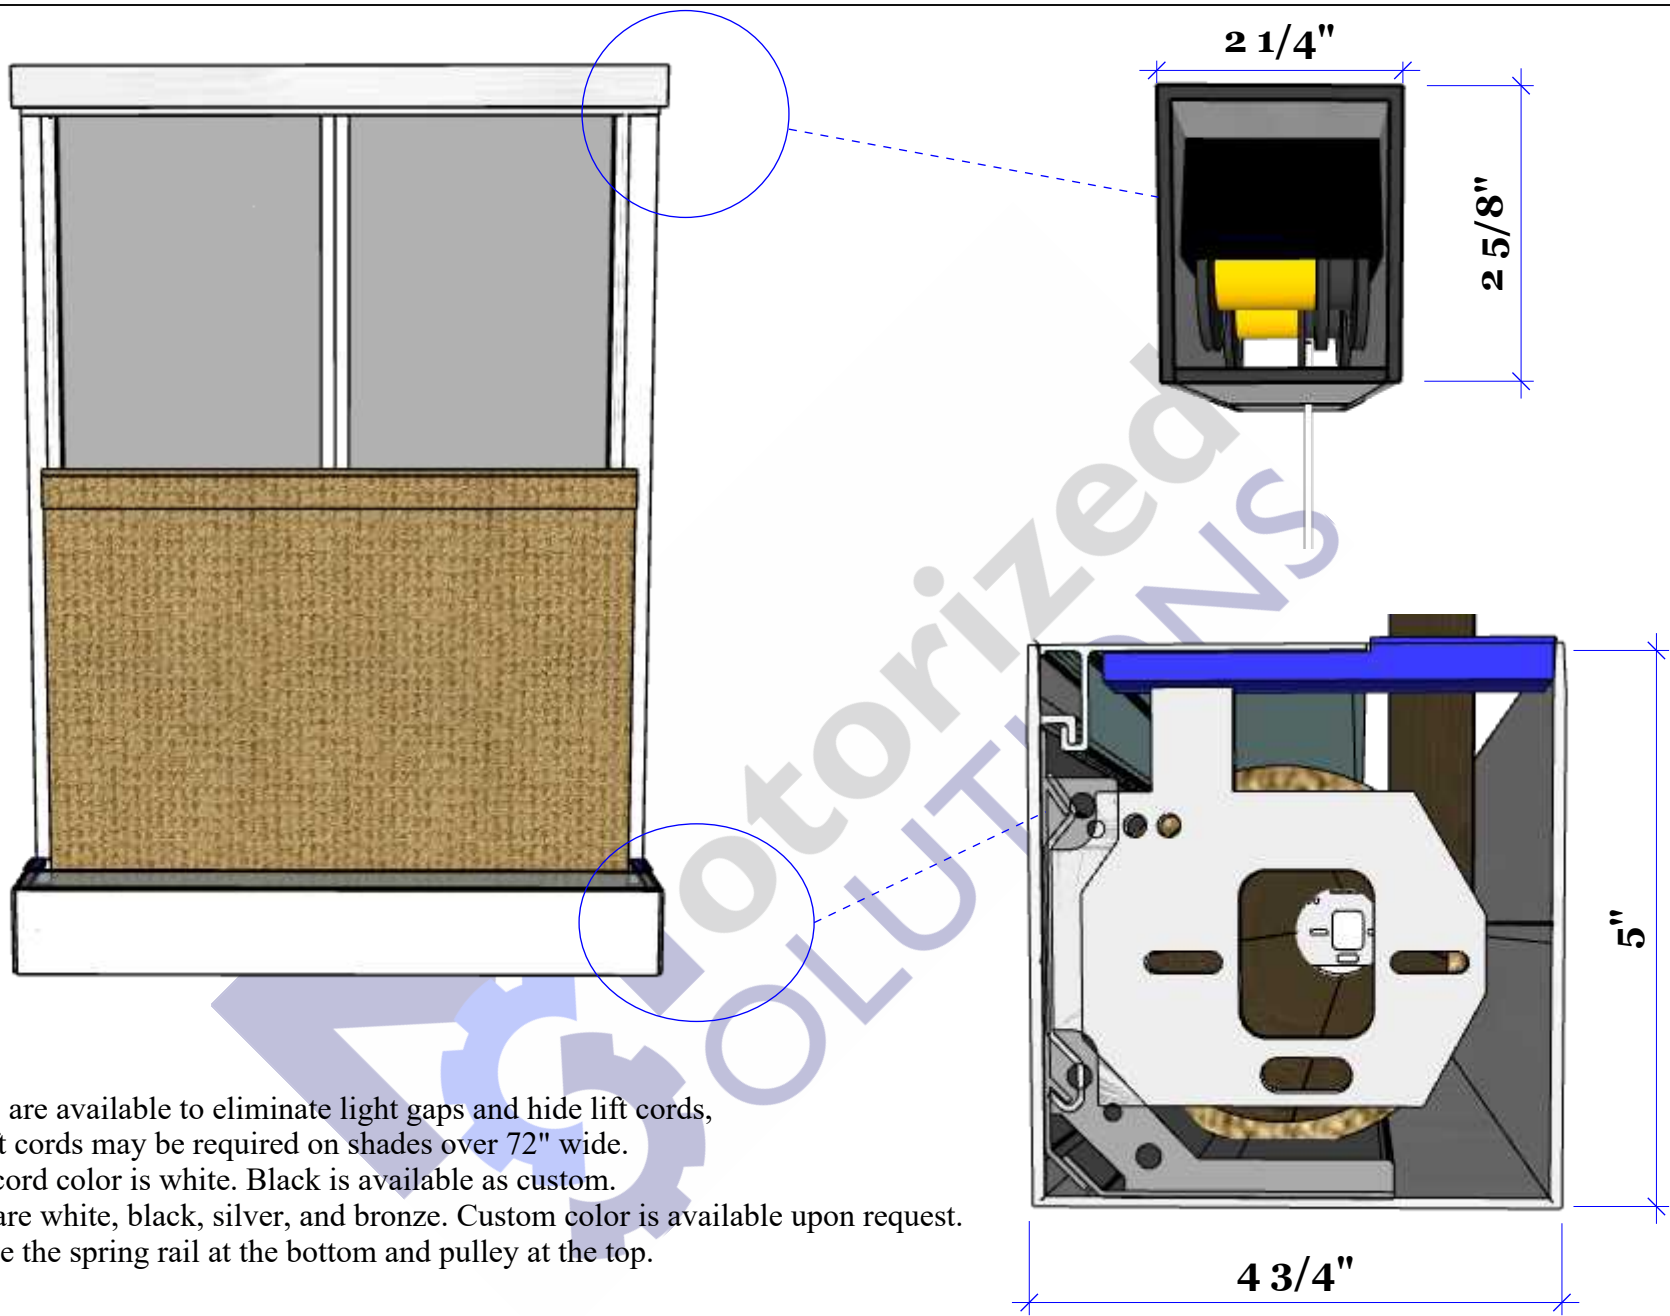 2 1/4"
2 5/8"
otorized
OLUTIONS
5"
4 3/4"
are available to eliminate light gaps and hide lift cords,
cords may be required on shades over 72" wide.
cord color is white. Black is available as custom.
are white, black, silver, and bronze. Custom color is available upon request.
the spring rail at the bottom and pulley at the top.